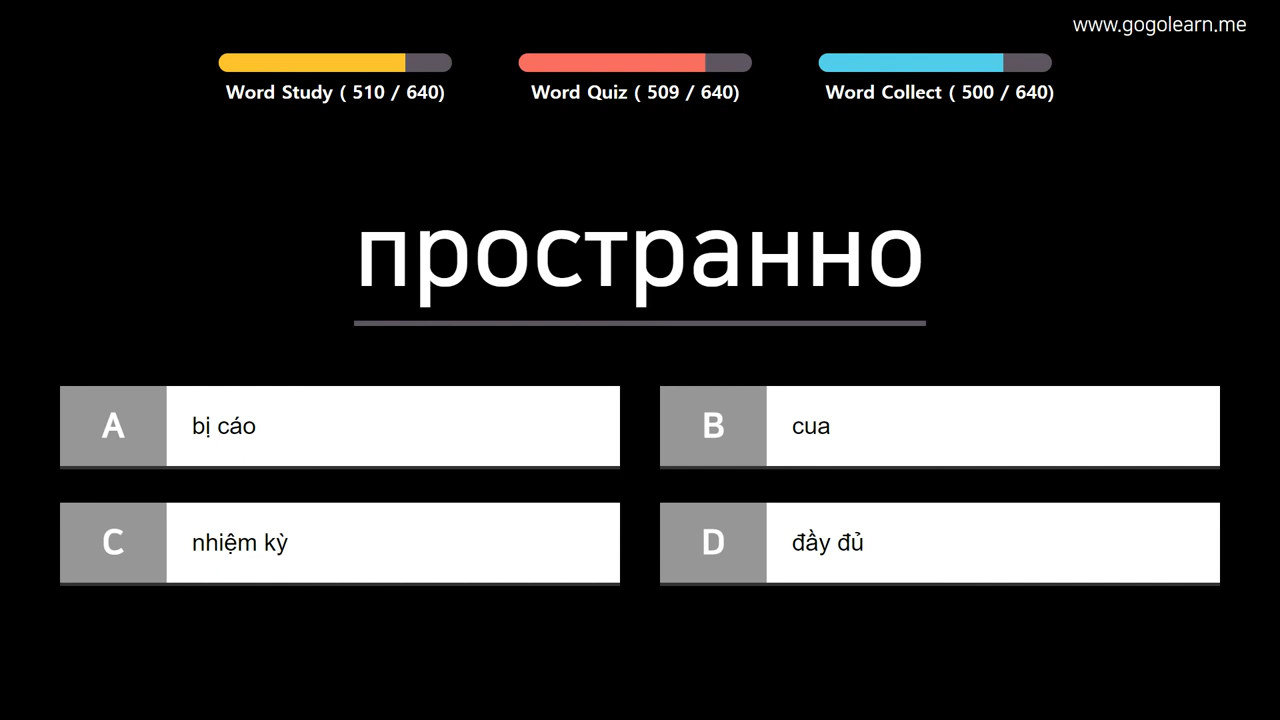 www.gogolearn.me
Word Study ( 510 / 640)
Word Quiz ( 509 / 640)
Word Collect ( 500 / 640)
пространно
A bị cáo
B cua
C nhiệm kỳ
D đầy đủ